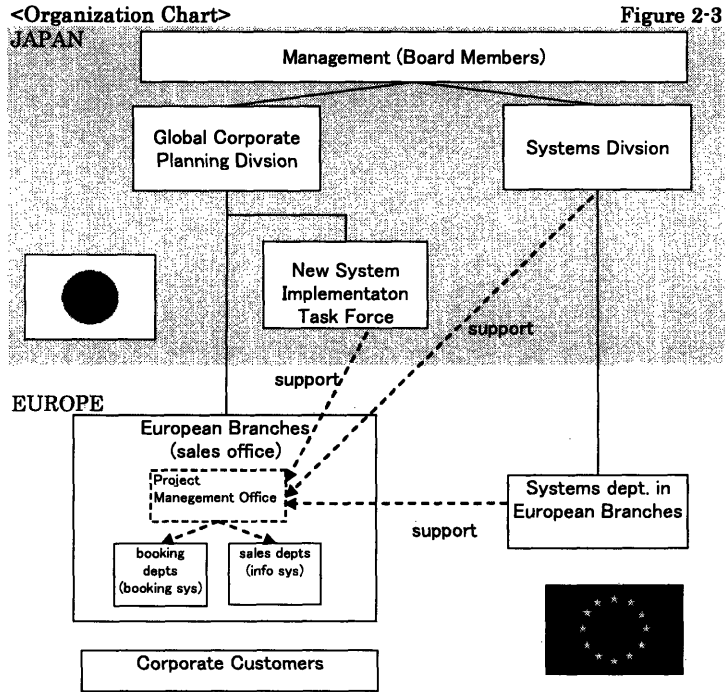 <Organization Chart>
Figure 2-3
JAPAN
Management (Board Members)
Global Corporate
Planning Divsion
Systems Divsion
New System
Implementaton
Task Force
support
support
EUROPE
European Branches
(sales office)
Project
Management Office
Systems dept. in
European Branches
support
booking
depts
(booking sys)
sales depts
(info sys)
Corporate Customers